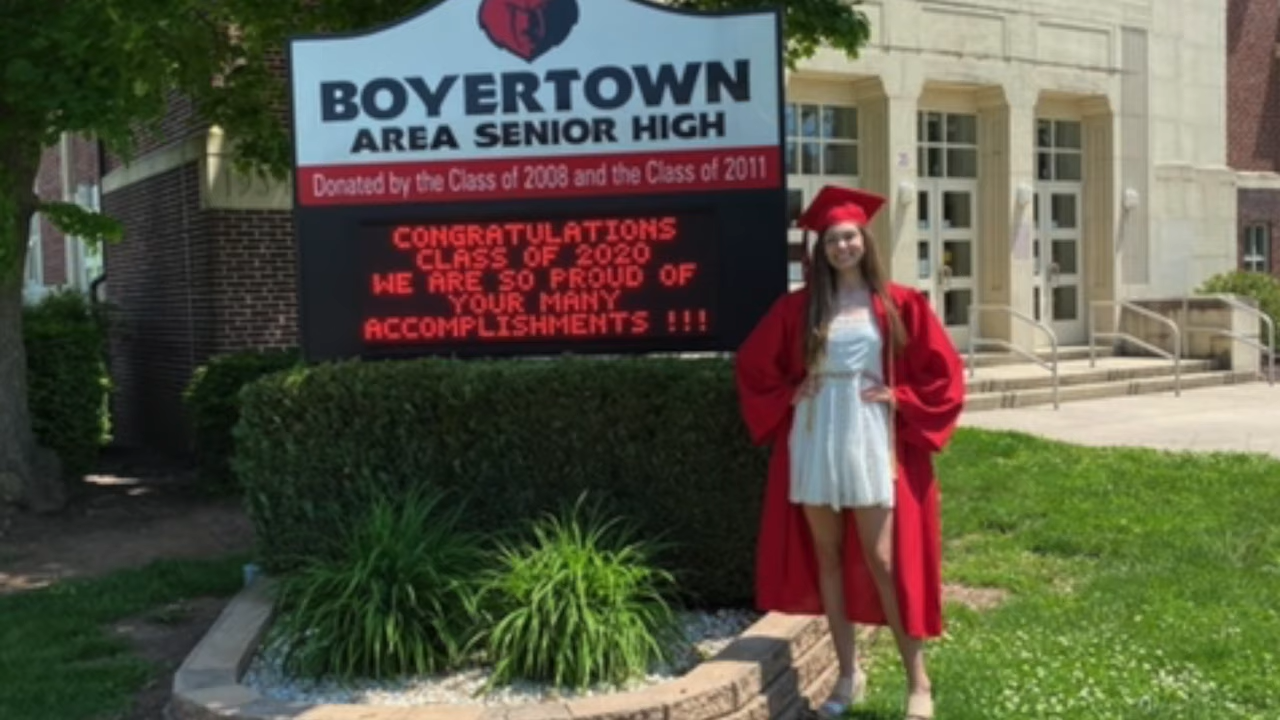 BOYERTOWN
AREA SENIOR HIGH
Donated by the Class of 2008 and the Class of 2011
CONGRATULATIONS
CLASS OF 2020
WE ARE SO PROUD OF
YOUR MANY
ACCOMPLISHMENTS !!!